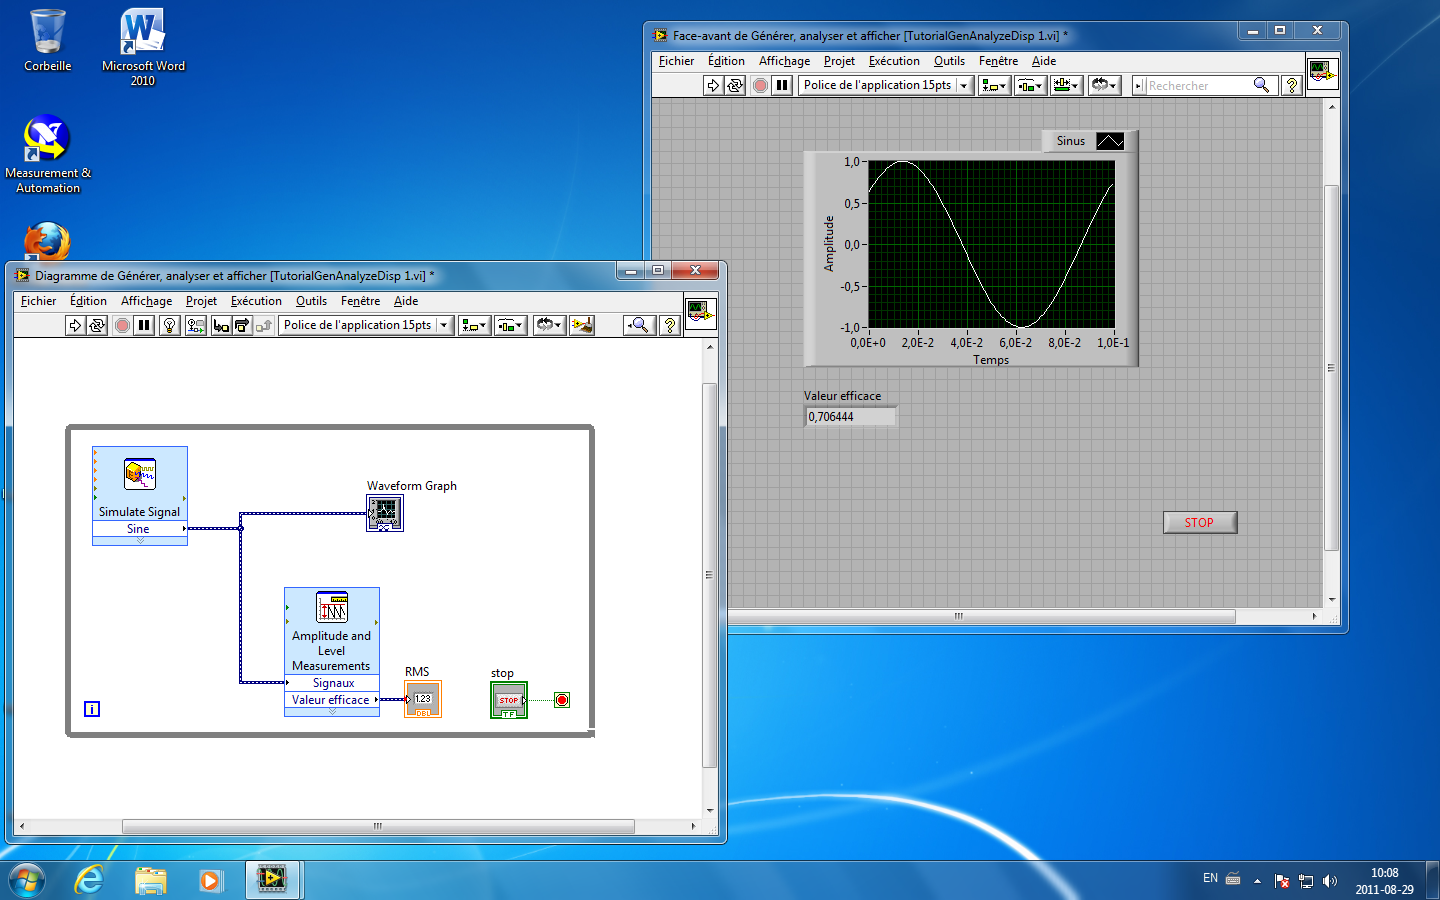 Corbeille
Microsoft Word
2010
Measurement &
Automation
Face-avant de Générer, analyser et afficher [TutorialGenAnalyzeDisp 1.vi] *
Fichier Édition Affichage Projet Exécution Outils Fenêtre Aide
Police de l'application 15pts
Rechercher
Sinus
Amplitude
1,0
0,5
0,0
-0,5
-1,0
0,0E+0 2,0E-2 4,0E-2 6,0E-2 8,0E-2 1,0E-1
Temps
Valeur efficace
0,706444
STOP
Diagramme de Générer, analyser et afficher [TutorialGenAnalyzeDisp 1.vi] *
Fichier Édition Affichage Projet Exécution Outils Fenêtre Aide
Police de l'application 15pts
Simulate Signal
Sine
Waveform Graph
Amplitude and
Level
Measurements
Signaux
Valeur efficace
RMS
1.23
DBL
stop
STOP
TF
i
EN
10:08
2011-08-29